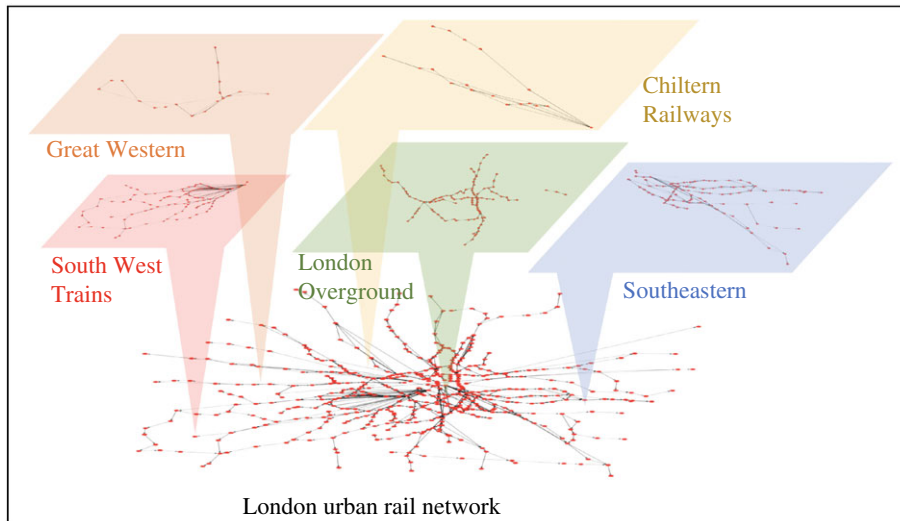 Chiltern
Railways
Great Western
South West
Trains
London
Overground
Southeastern
London urban rail network